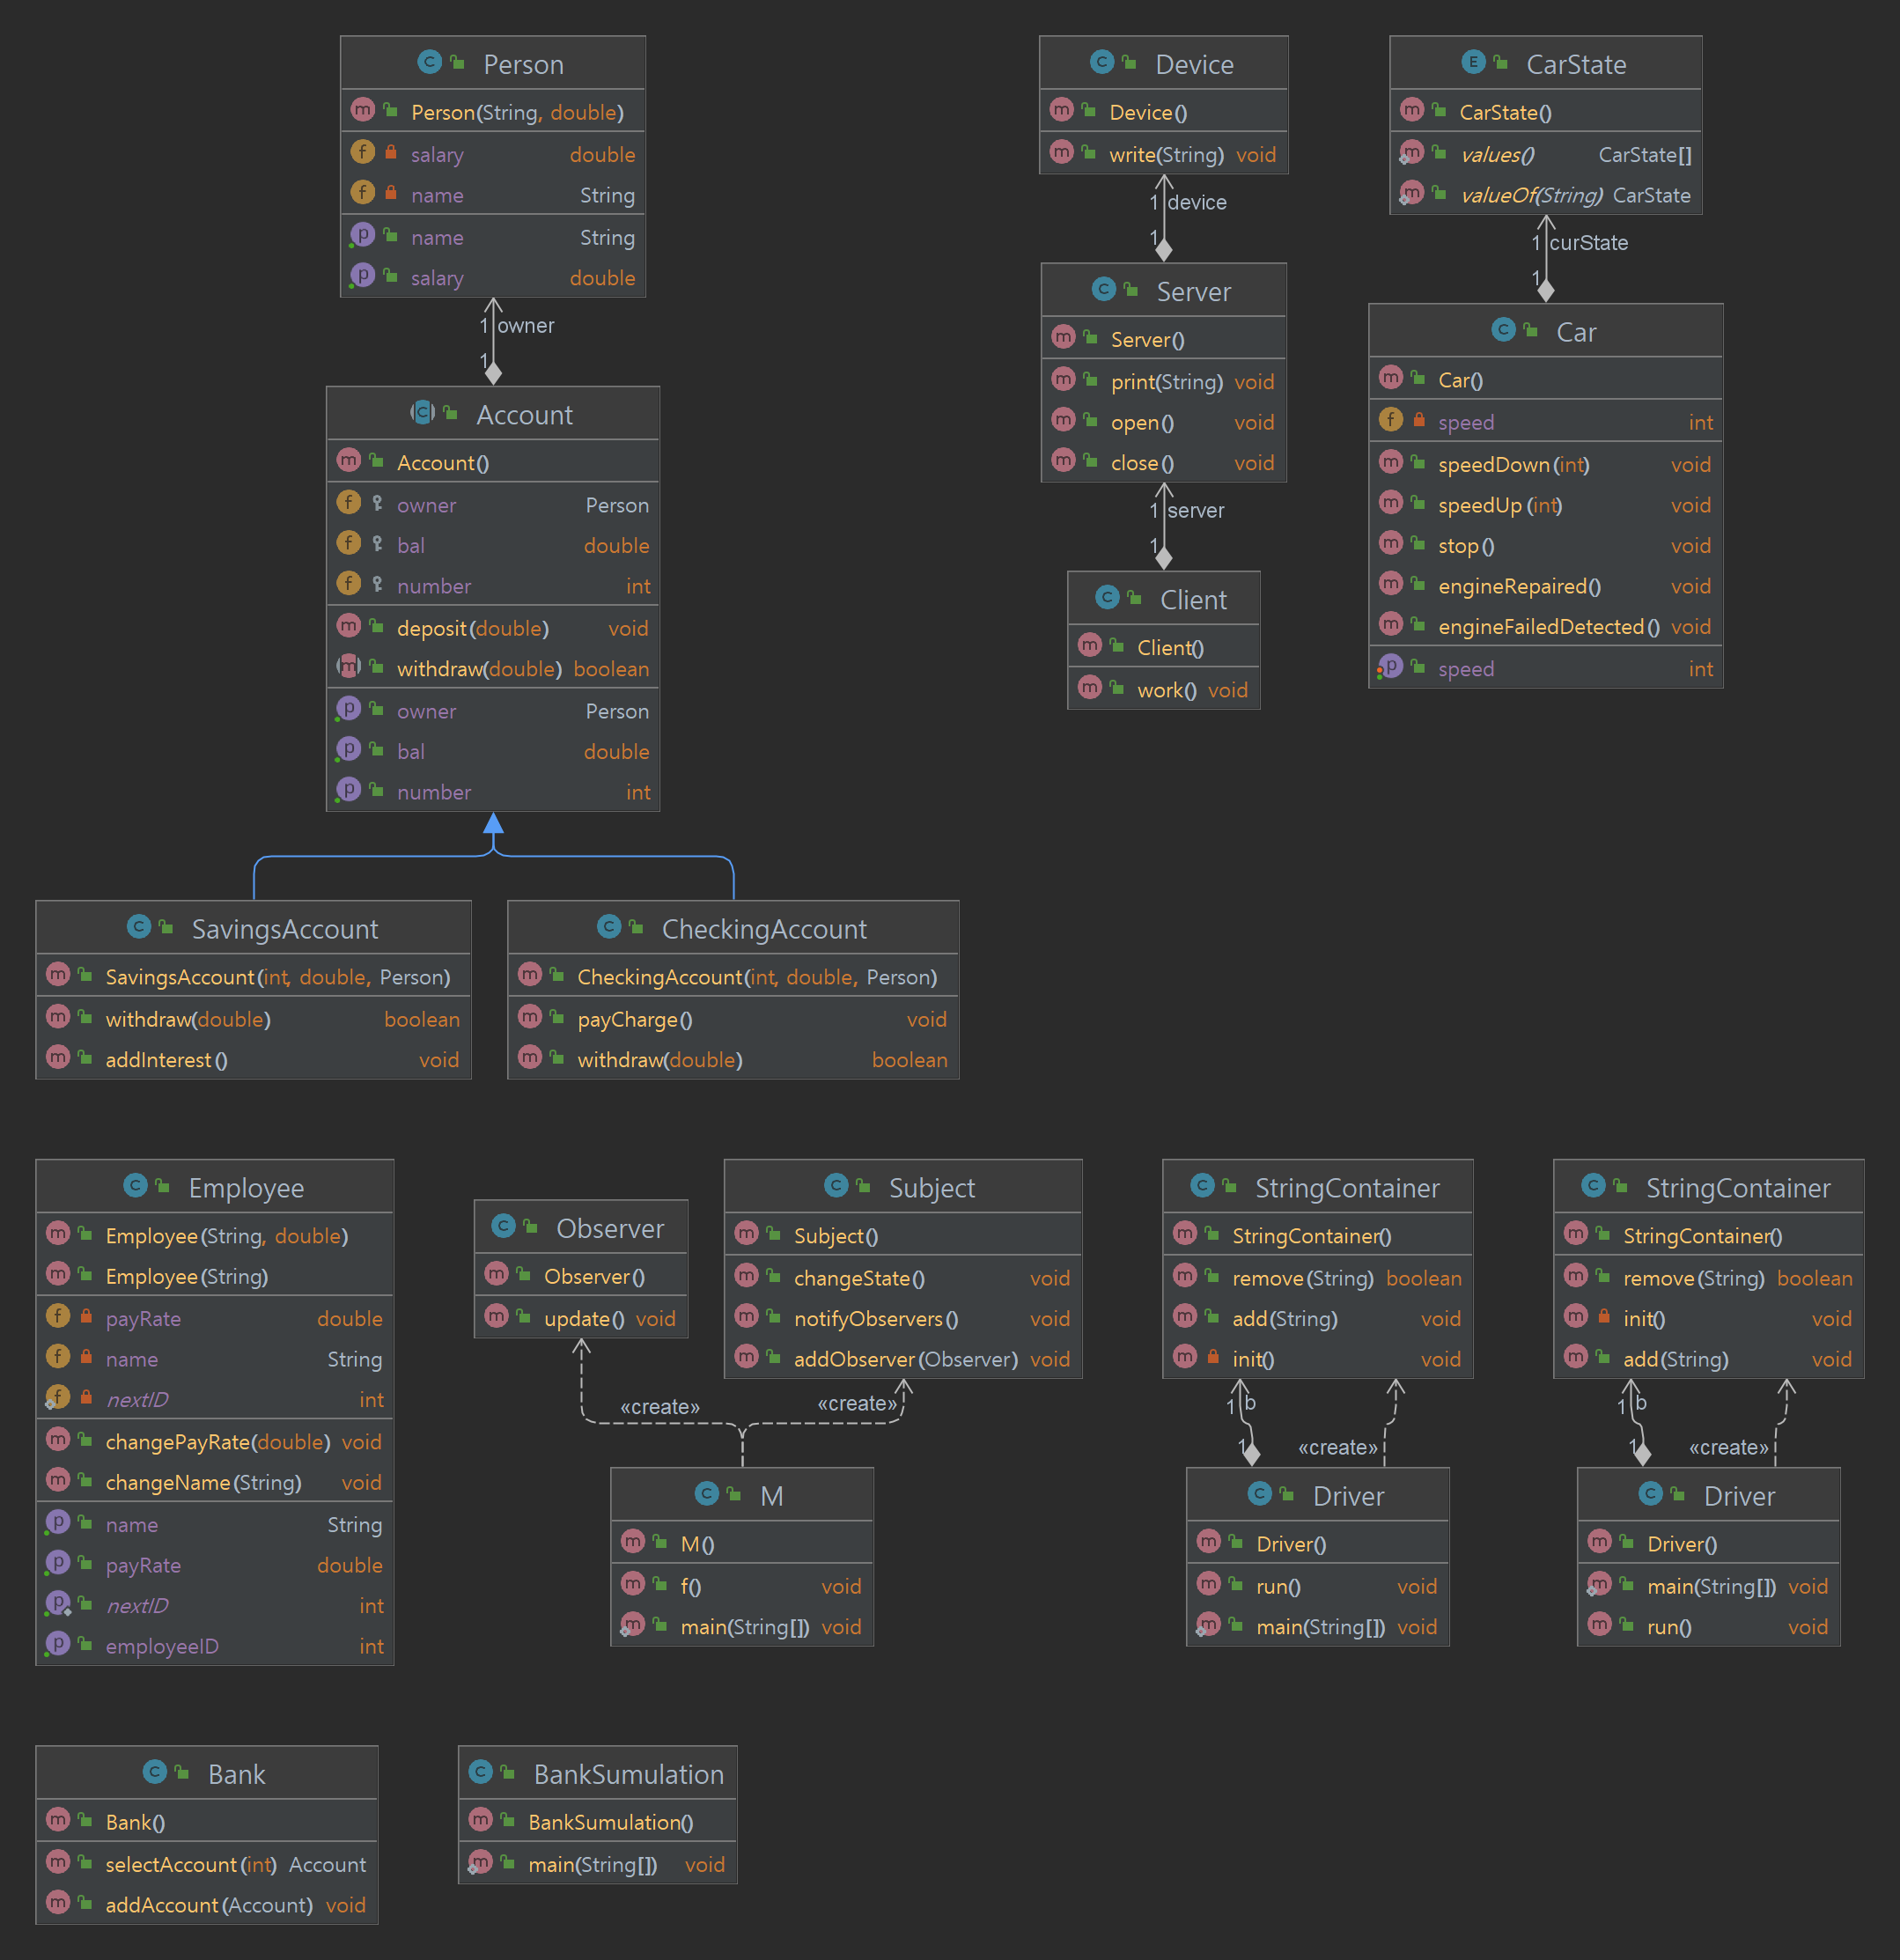 Person
Person(String, double)
salary double
name String
name String
salary double
1 owner
1
Account
Account()
owner Person
bal double
number int
deposit(double) void
withdraw(double) boolean
owner Person
bal double
number int
SavingsAccount
SavingsAccount(int, double, Person)
withdraw(double) boolean
addInterest() void
CheckingAccount
CheckingAccount(int, double, Person)
payCharge() void
withdraw(double) boolean
Device
Device()
write(String) void
1 device
1
Server
Server()
print(String) void
open() void
close() void
1 server
1
Client
Client()
work() void
CarState
CarState()
values() CarState[]
valueOf(String) CarState
1 curState
1
Car
Car()
speed int
speedDown(int) void
speedUp(int) void
stop() void
engineRepaired() void
engineFailedDetected() void
speed int
Employee
Employee(String, double)
Employee(String)
payRate double
name String
nextID int
changePayRate(double) void
changeName(String) void
name String
payRate double
nextID int
employeeID int
Observer
Observer()
update() void
Subject
Subject()
changeState() void
notifyObservers() void
addObserver(Observer) void
«create»
«create»
M
M()
f() void
main(String[]) void
StringContainer
StringContainer()
remove(String) boolean
add(String) void
init() void
1 b
1
«create»
Driver
Driver()
run() void
main(String[]) void
StringContainer
StringContainer()
remove(String) boolean
init() void
add(String) void
1 b
1
«create»
Driver
Driver()
main(String[]) void
run() void
Bank
Bank()
selectAccount(int) Account
addAccount(Account) void
BankSumulation
BankSumulation()
main(String[]) void